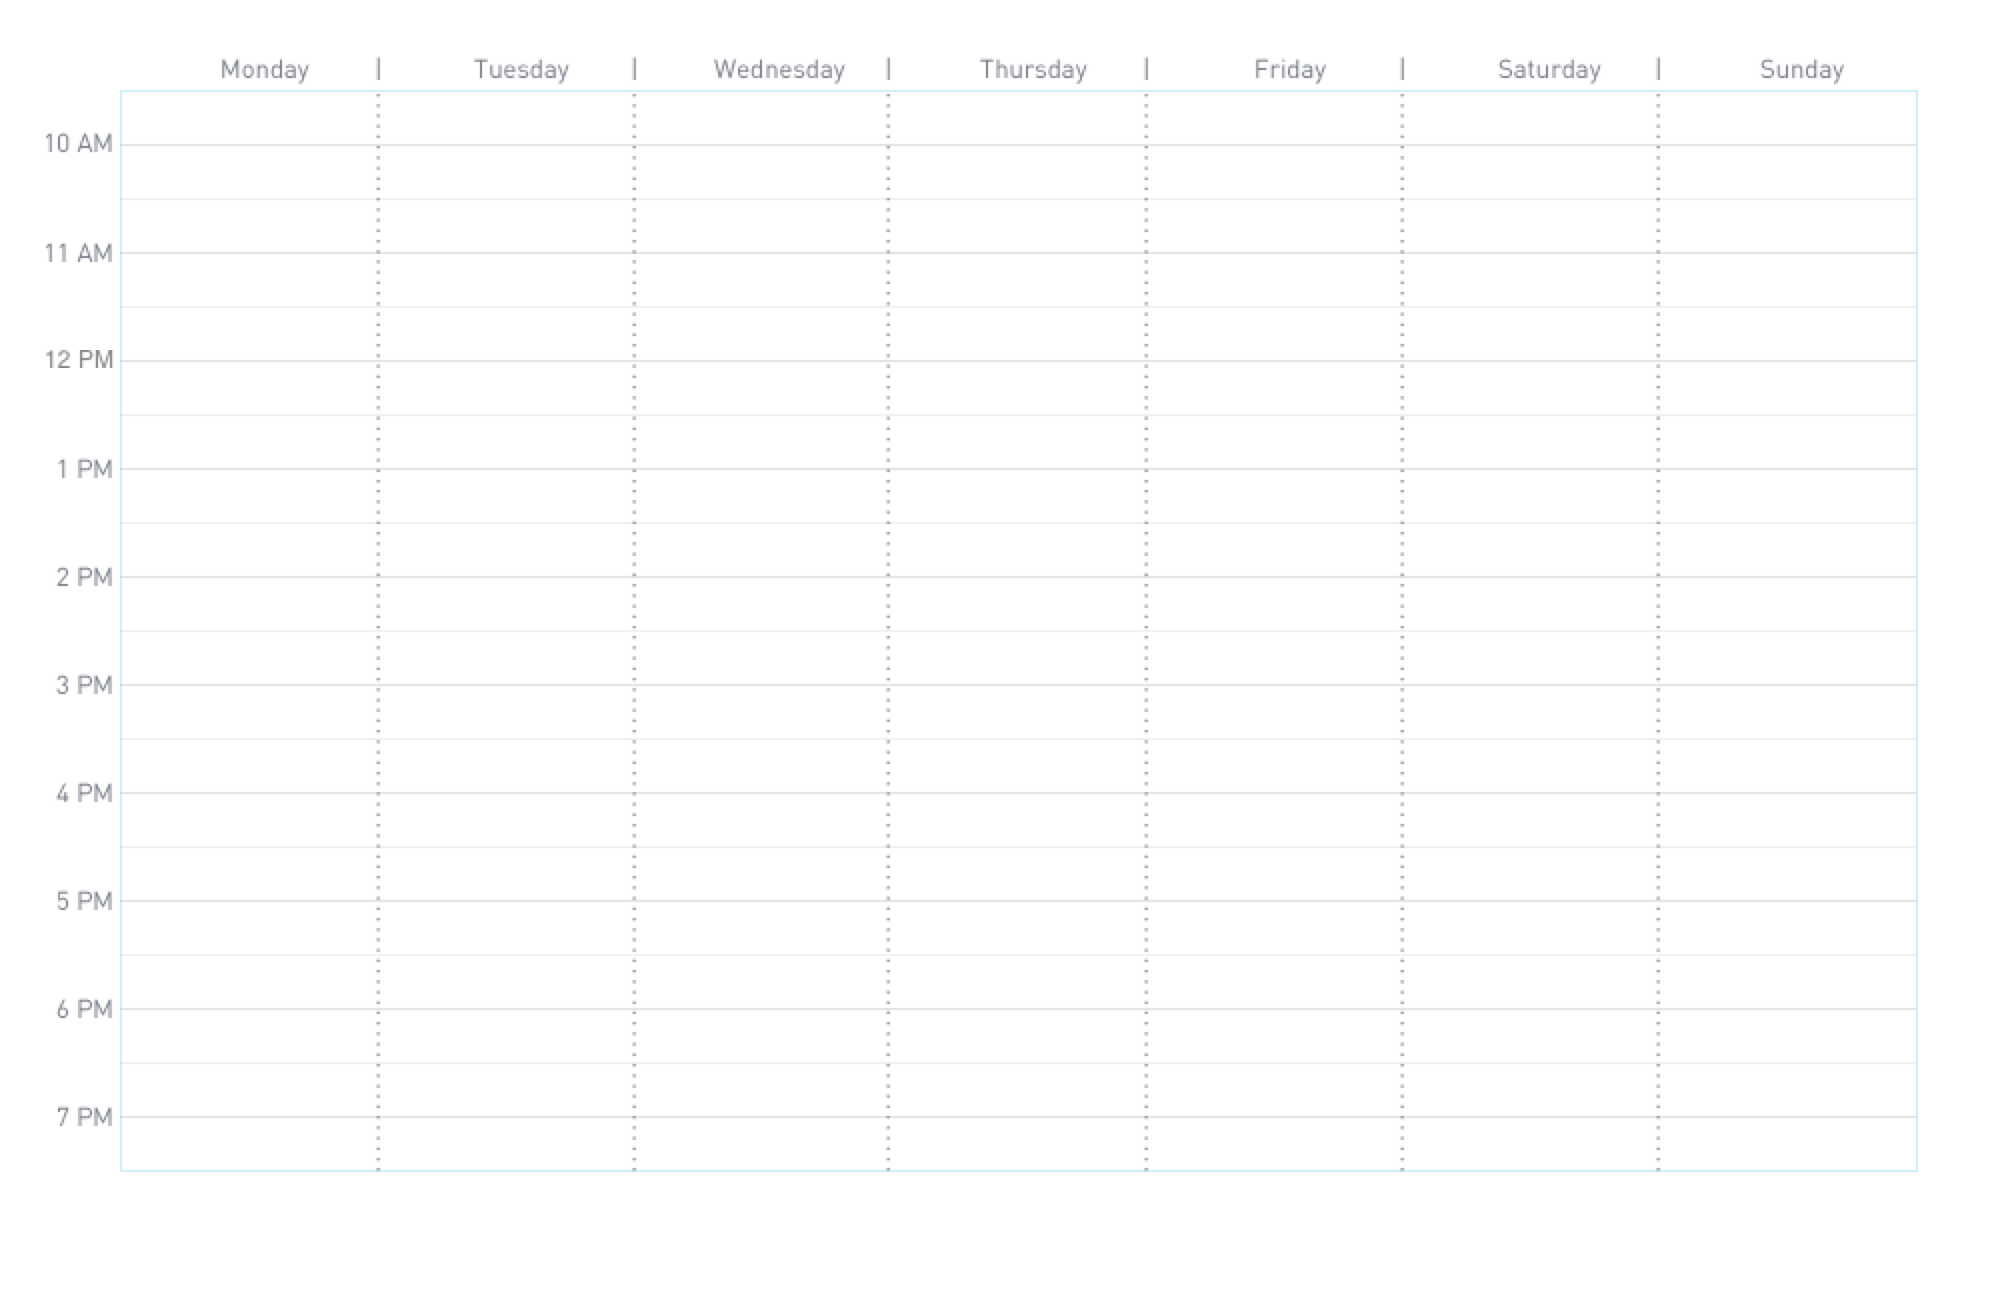 Monday | Tuesday | Wednesday | Thursday | Friday | Saturday | Sunday
10 AM
11 AM
12 PM
1 PM
2 PM
3 PM
4 PM
5 PM
6 PM
7 PM